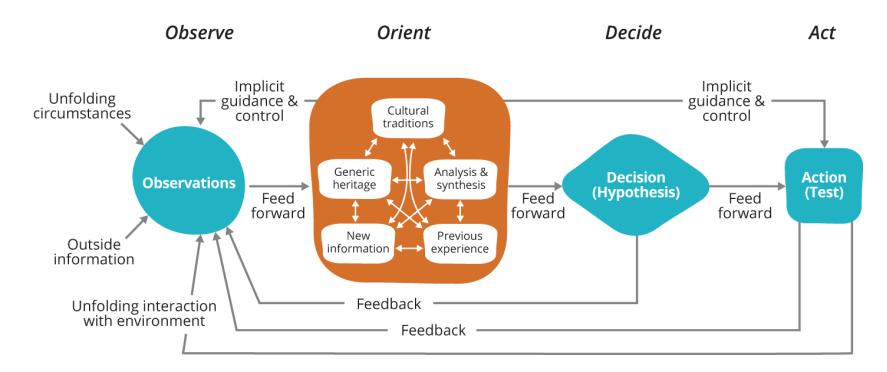 Observe
Orient
Decide
Act
Unfolding
circumstances
Outside
information
Observations
Implicit
guidance &
control
Feed
forward
Cultural
traditions
Generic
heritage
Analysis &
synthesis
New
information
Previous
experience
Feed
forward
Decision
(Hypothesis)
Feed
forward
Implicit
guidance &
control
Action
(Test)
Unfolding interaction
with environment
Feedback
Feedback